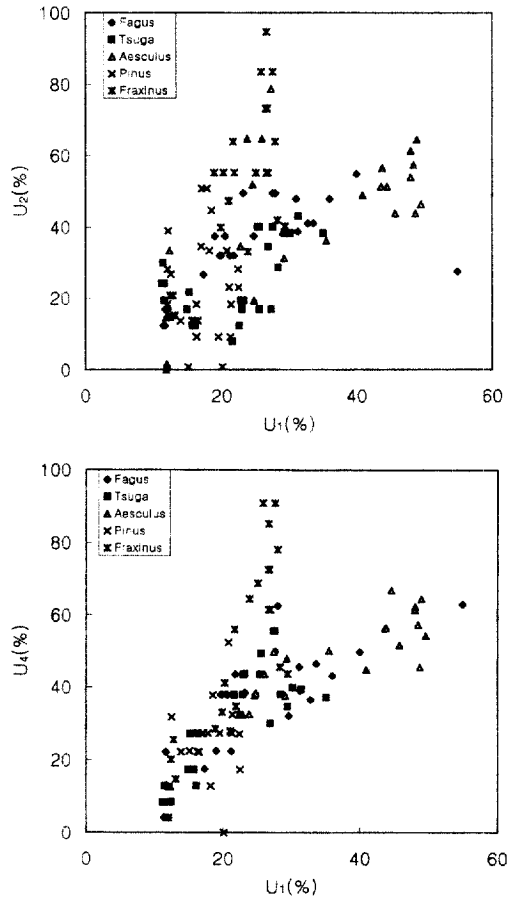 100
80
60
40
20
0
U2(%)
Fagus
Tsuga
Aesculus
Pinus
Fraxinus
0 20 40 60
U1(%)
100
80
60
40
20
0
U4(%)
Fagus
Tsuga
Aesculus
Pinus
Fraxinus
0 20 40 60
U1(%)